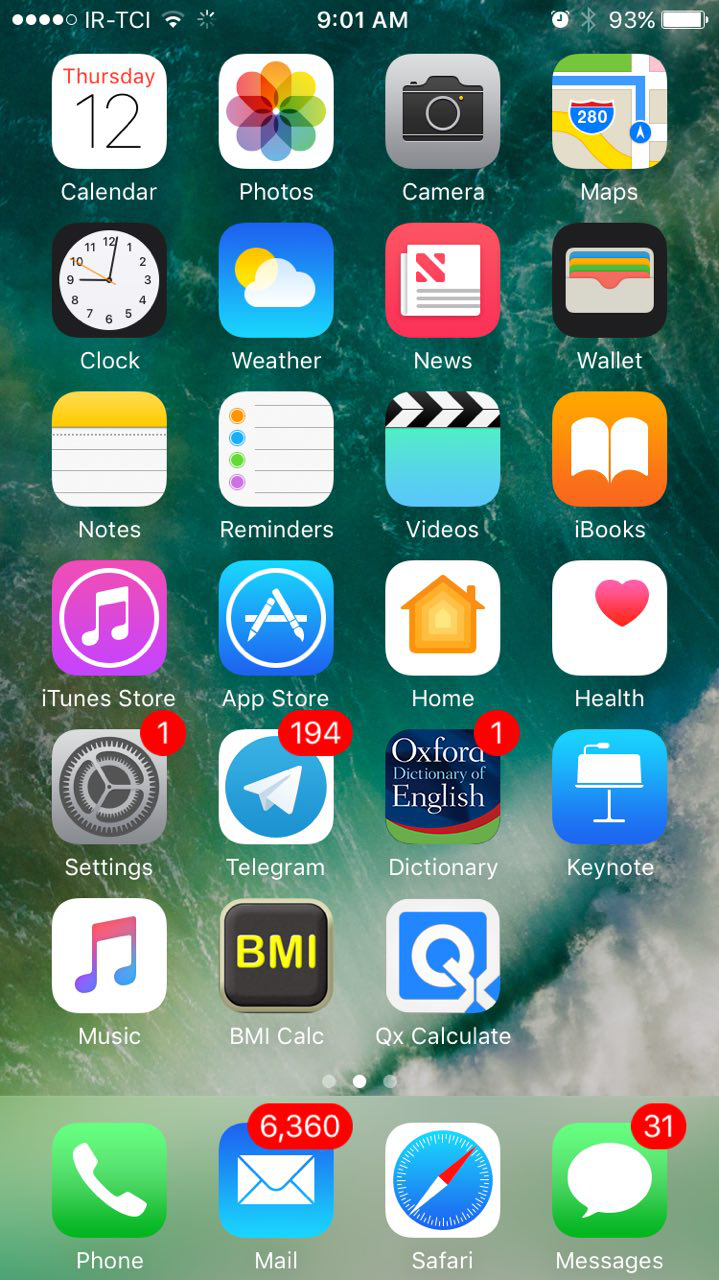 IR-TCI 9:01 AM 93%
Thursday
12
280
Calendar Photos Camera Maps
12
11 1
10 2
9 3
8 4
7 5
6
Clock Weather News Wallet
Notes Reminders Videos iBooks
iTunes Store App Store Home Health
1 194 1
Oxford
Dictionary of
English
Settings Telegram Dictionary Keynote
BMI Qx
Music BMI Calc Qx Calculate
6,360 31
Phone Mail Safari Messages